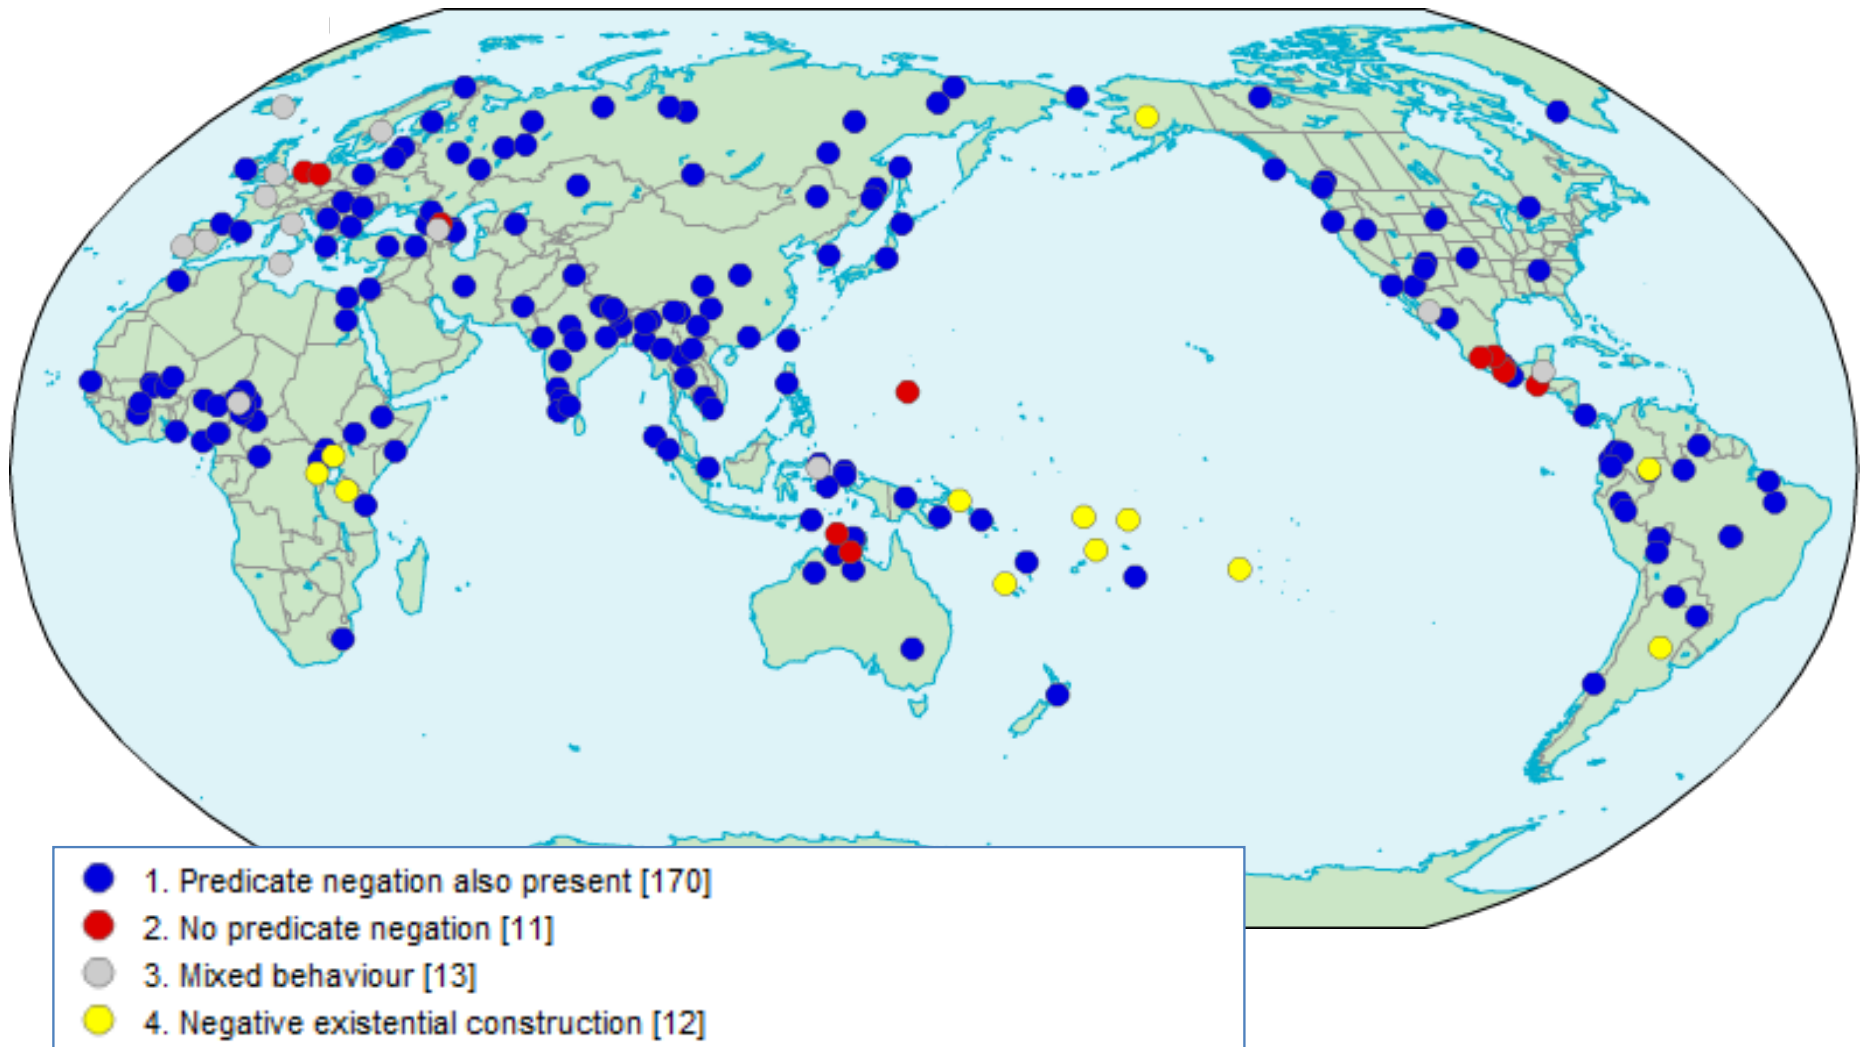 1. Predicate negation also present [170]
2. No predicate negation [11]
3. Mixed behaviour [13]
4. Negative existential construction [12]